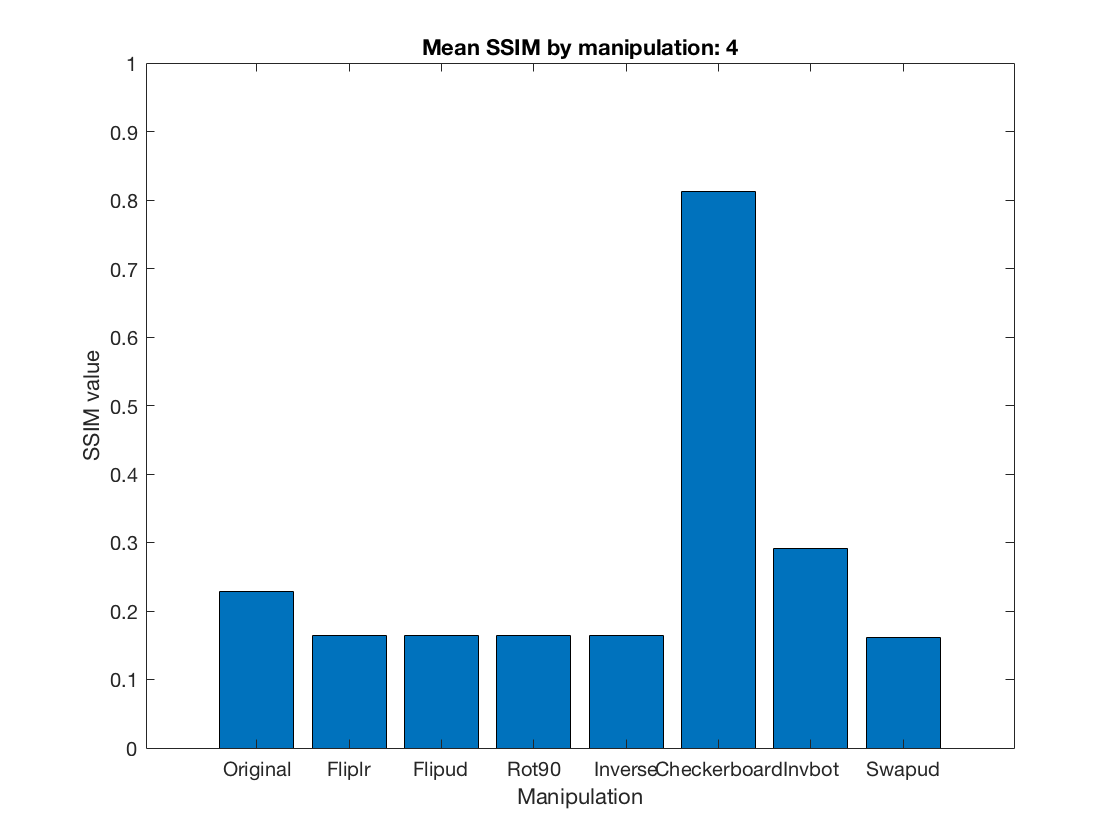 Mean SSIM by manipulation: 4
1
0.9
0.8
0.7
0.6
0.5
0.4
0.3
0.2
0.1
0
SSIM value
Original Fliplr Flipud Rot90 Inverse Checkerboard Invbot Swapud
Manipulation